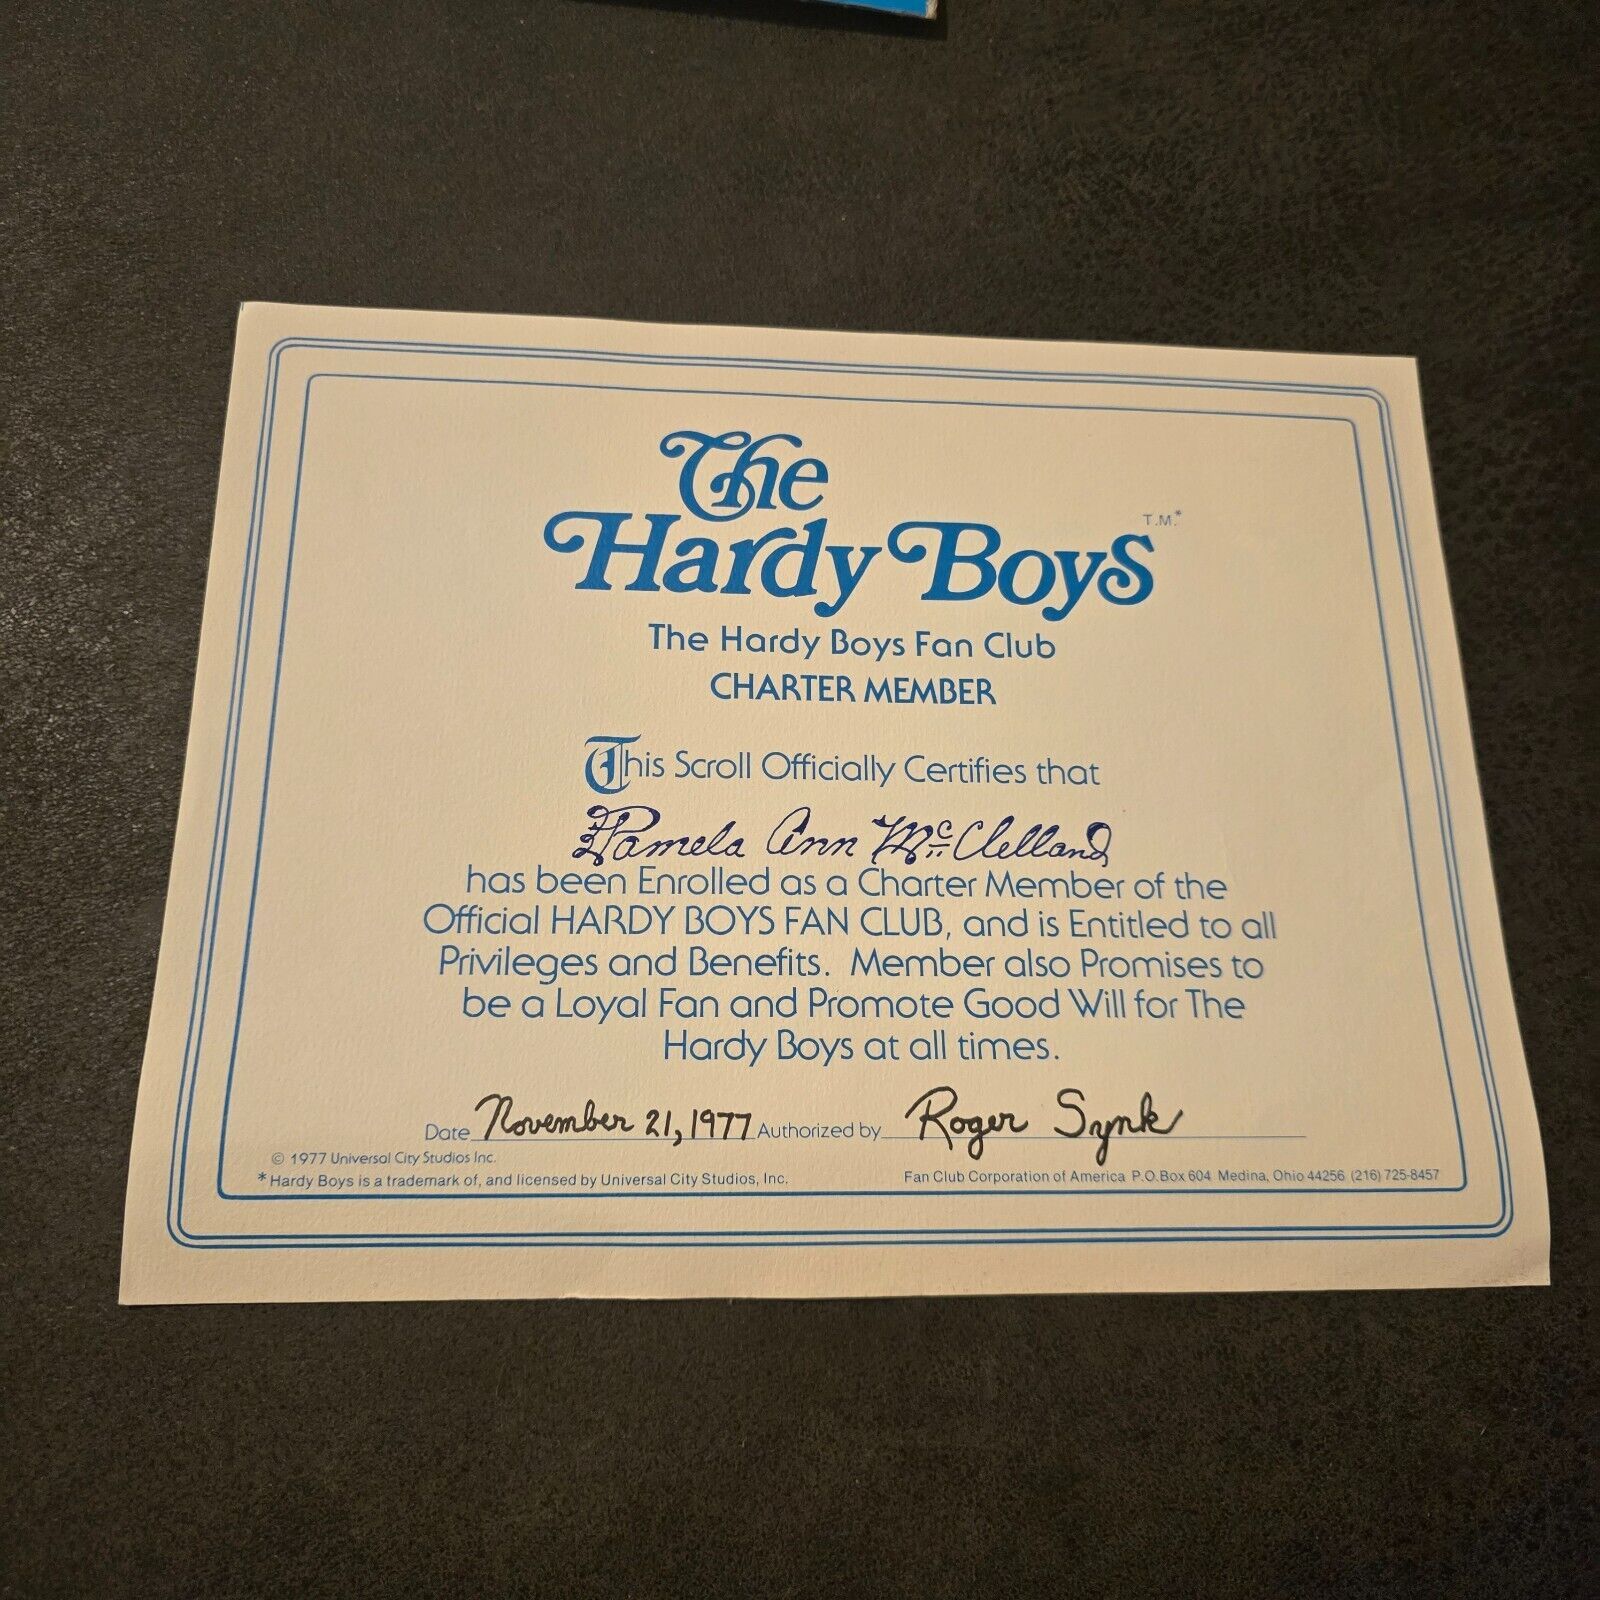 The
Hardy Boys T.M.*
The Hardy Boys Fan Club
CHARTER MEMBER
This Scroll Officially Certifies that
Pamela Ann McClelland
has been Enrolled as a Charter Member of the
Official HARDY BOYS FAN CLUB, and is Entitled to all
Privileges and Benefits. Member also Promises to
be a Loyal Fan and Promote Good Will for The
Hardy Boys at all times.
Date November 21, 1977 Authorized by Roger Synk
© 1977 Universal City Studios Inc.
*Hardy Boys is a trademark of, and licensed by Universal City Studios, Inc. Fan Club Corporation of America P.O. Box 604 Medina, Ohio 44256 (216) 725-8457